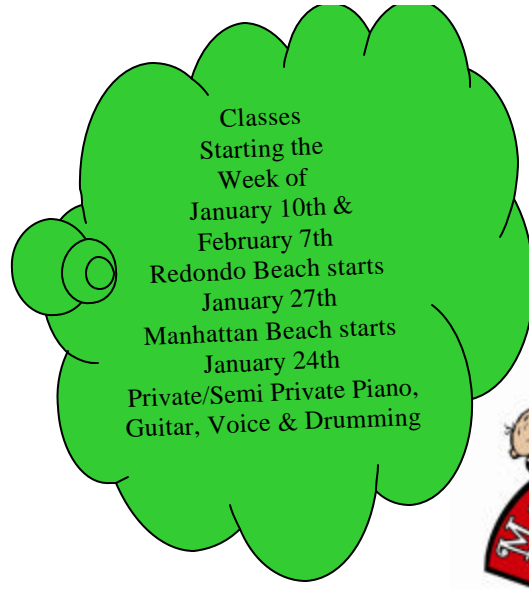 Classes
Starting the
Week of
January 10th &
February 7th
Redondo Beach starts
January 27th
Manhattan Beach starts
January 24th
Private/Semi Private Piano,
Guitar, Voice & Drumming
M